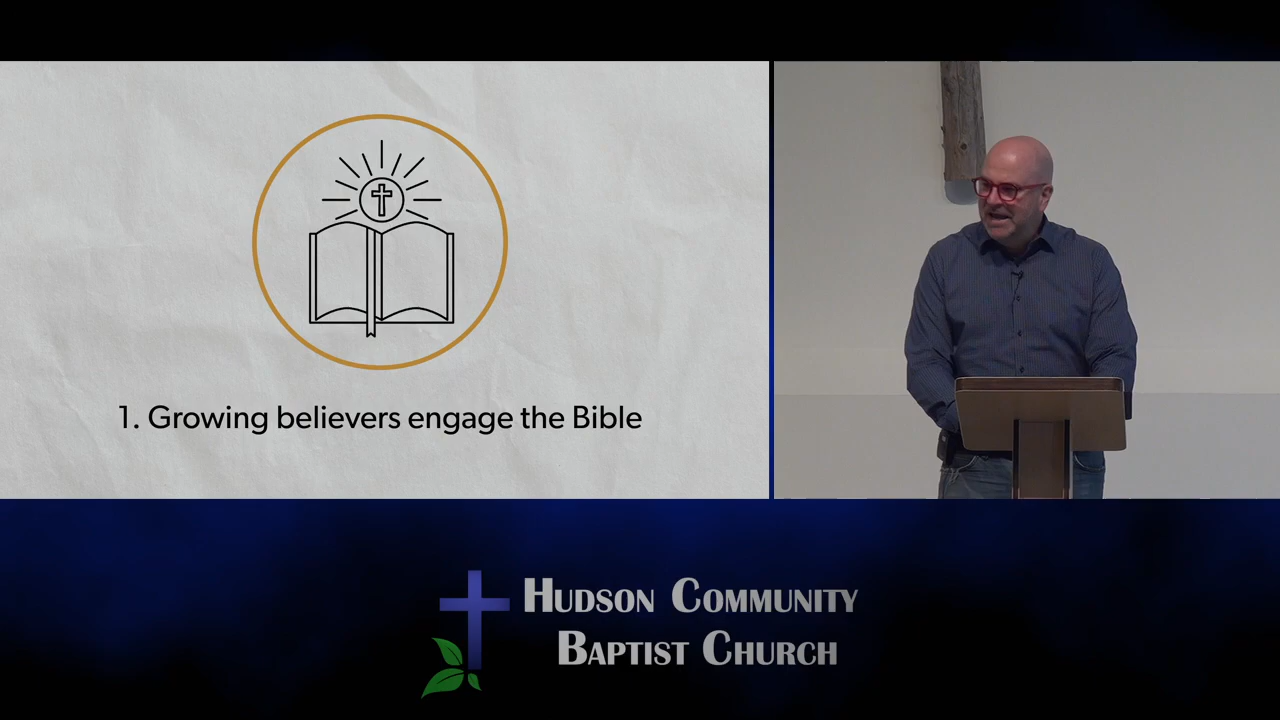 1. Growing believers engage the Bible
Hudson Community
Baptist Church